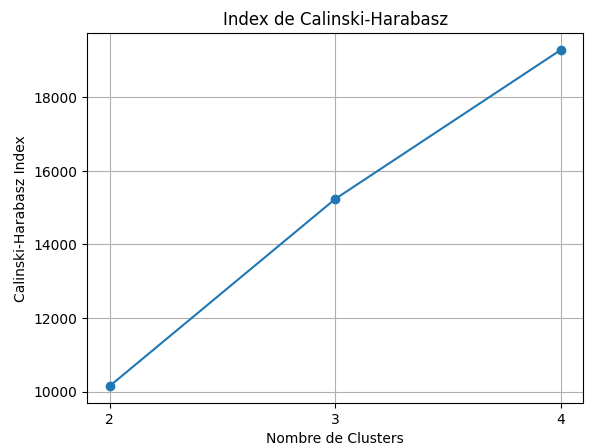 Index de Calinski-Harabasz
Calinski-Harabasz Index
18000
16000
14000
12000
10000
2 3 4
Nombre de Clusters